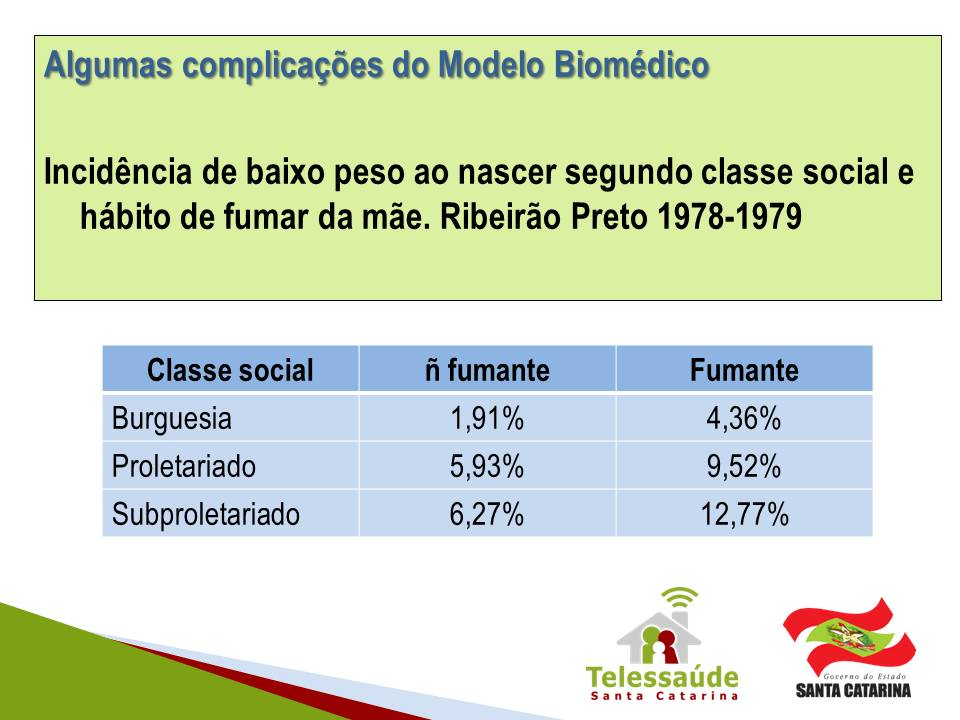 Algumas complicações do Modelo Biomédico
Incidência de baixo peso ao nascer segundo classe social e
hábito de fumar da mãe. Ribeirão Preto 1978-1979
Classe social ñ fumante Fumante
Burguesia 1,91% 4,36%
Proletariado 5,93% 9,52%
Subproletariado 6,27% 12,77%
Telessaúde
Santa Catarina
Governo do Estado
SANTA CATARINA